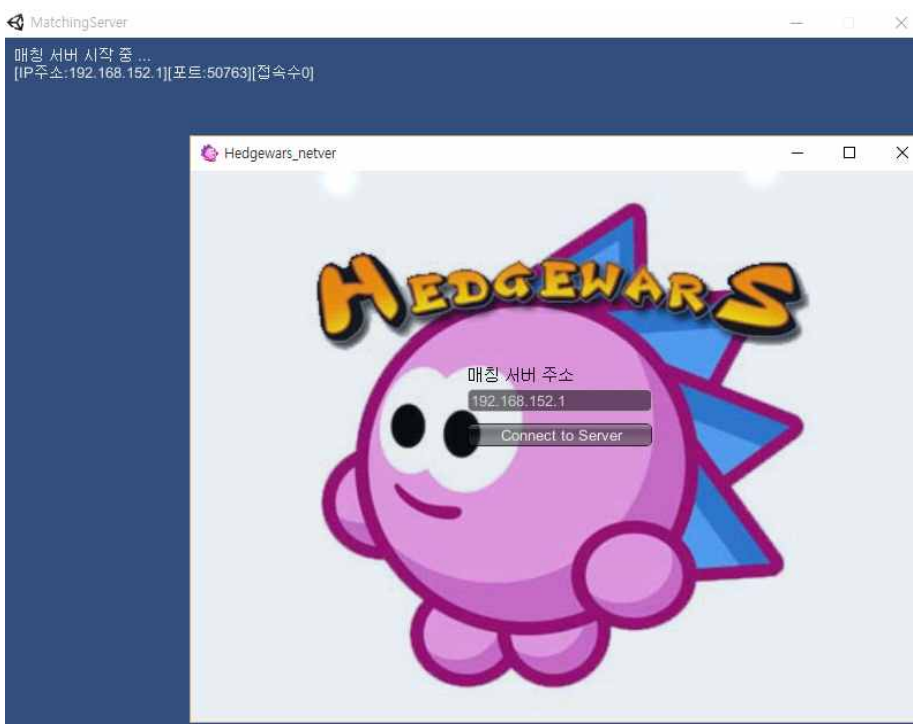 MatchingServer
매칭 서버 시작 중 ...
[IP주소:192.168.152.1][포트:50763][접속수0]
Hedgewars_netver
HEDGEWARS
매칭 서버 주소
192.168.152.1
Connect to Server